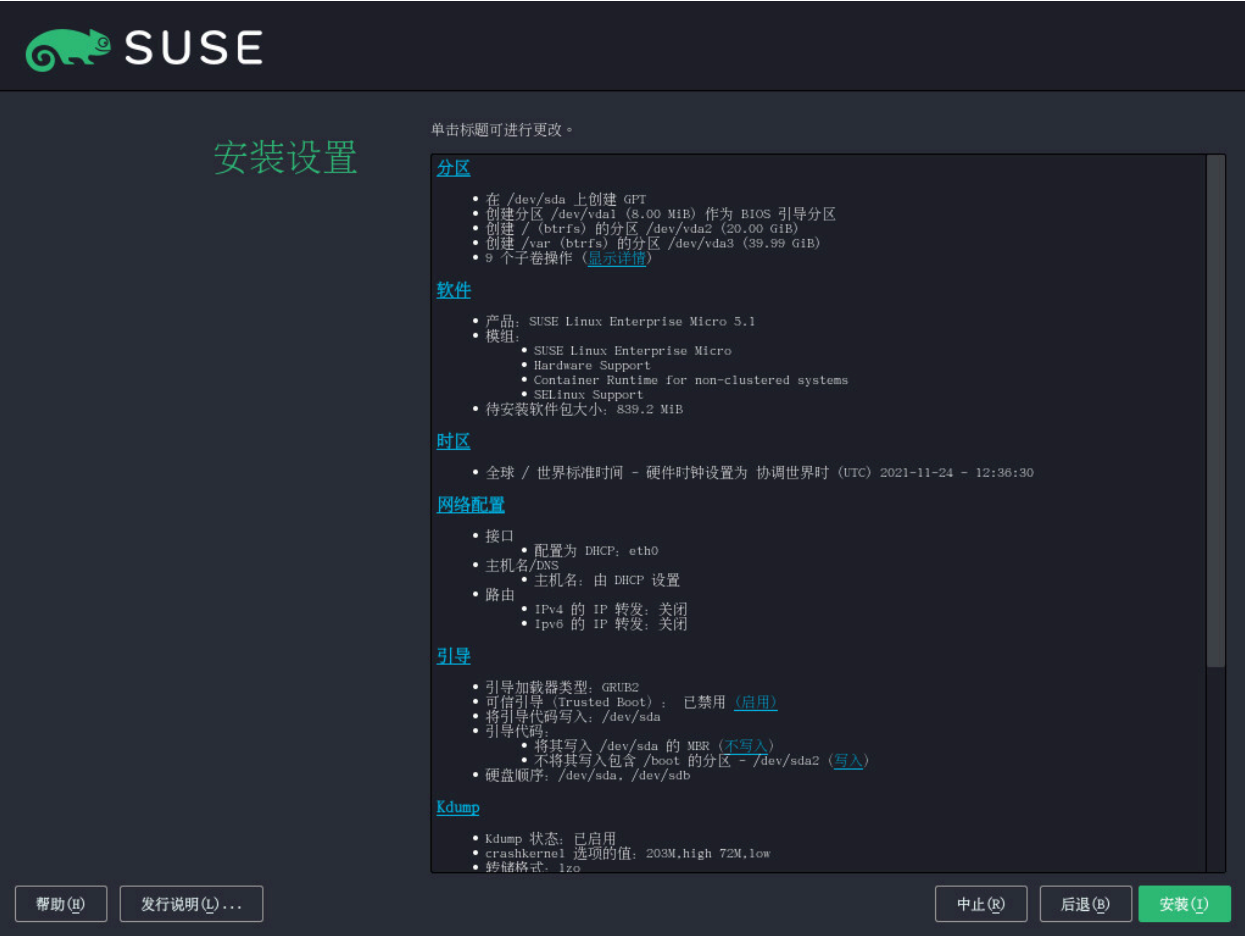 SUSE
安装设置
单击标题可进行更改。
分区
在 /dev/sda 上创建 GPT
创建分区 /dev/vda1 (8.00 MiB) 作为 BIOS 引导分区
创建 / (btrfs) 的分区 /dev/vda2 (20.00 GiB)
创建 /var (btrfs) 的分区 /dev/vda3 (39.99 GiB)
9 个子卷操作 (显示详情)
软件
产品: SUSE Linux Enterprise Micro 5.1
模组:
SUSE Linux Enterprise Micro
Hardware Support
Container Runtime for non-clustered systems
SELinux Support
待安装软件包大小: 839.2 MiB
时区
全球 / 世界标准时间 - 硬件时钟设置为 协调世界时 (UTC) 2021-11-24 - 12:36:30
网络配置
接口
配置为 DHCP: eth0
主机名/DNS
主机名: 由 DHCP 设置
路由
IPv4 的 IP 转发: 关闭
Ipv6 的 IP 转发: 关闭
引导
引导加载器类型: GRUB2
可信引导 (Trusted Boot) : 已禁用 (启用)
将引导代码写入: /dev/sda
引导代码:
将其写入 /dev/sda 的 MBR (不写入)
不将其写入包含 /boot 的分区 - /dev/sda2 (写入)
硬盘顺序: /dev/sda, /dev/sdb
Kdump
Kdump 状态: 已启用
crashkernel 选项的值: 203M,high 72M,low
转储格式: lzo
帮助(H) 发行说明(L)... 中止(R) 后退(B) 安装(I)